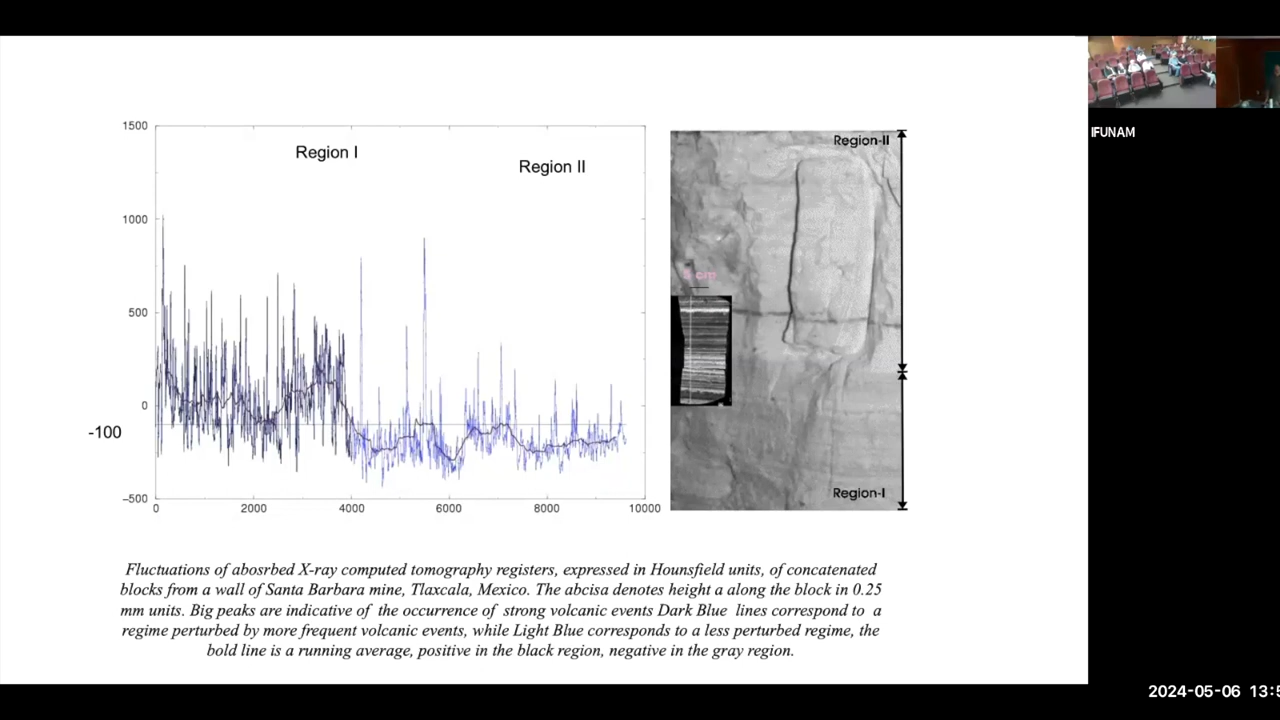 1500
Region I
Region II
1000
500
0
-100
−500
0 2000 4000 6000 8000 10000
Region-II
5 cm
Region-I
Fluctuations of abosrbed X-ray computed tomography registers, expressed in Hounsfield units, of concatenated
blocks from a wall of Santa Barbara mine, Tlaxcala, Mexico. The abcisa denotes height a along the block in 0.25
mm units. Big peaks are indicative of the occurrence of strong volcanic events Dark Blue lines correspond to a
regime perturbed by more frequent volcanic events, while Light Blue corresponds to a less perturbed regime, the
bold line is a running average, positive in the black region, negative in the gray region.
IFUNAM
2024-05-06 13:5